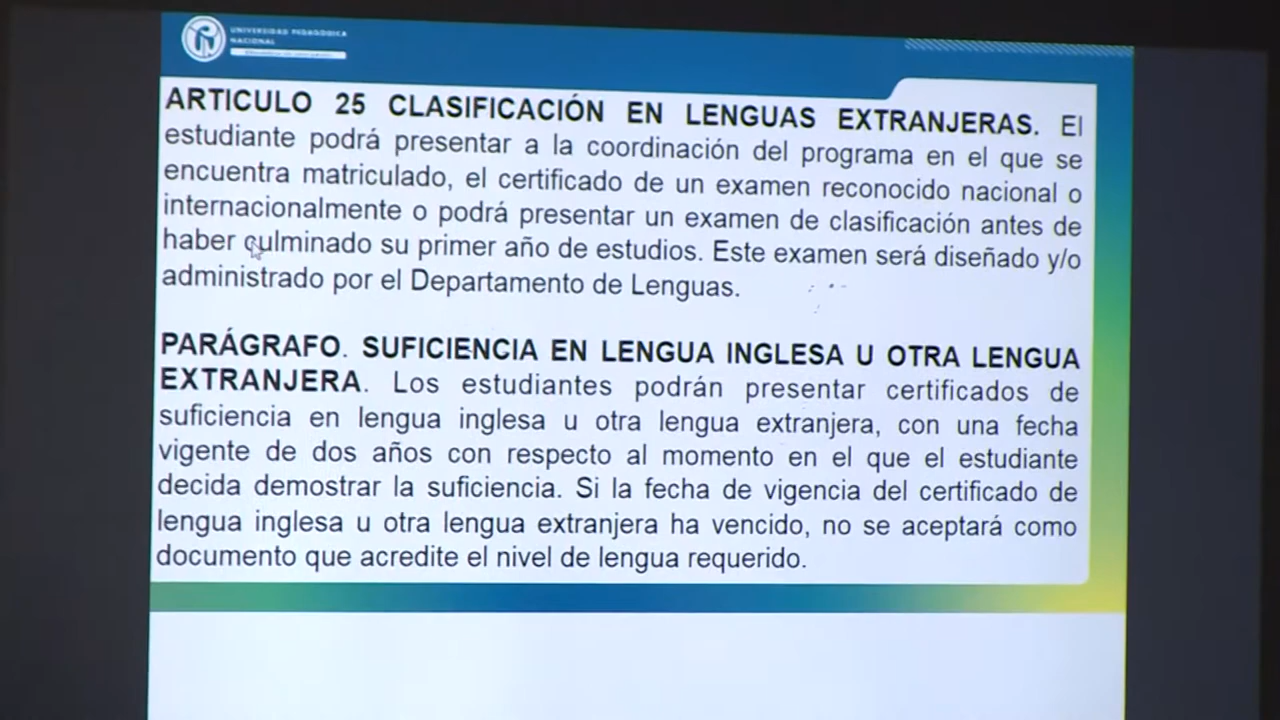 UNIVERSIDAD PEDAGOGICA
NACIONAL
ARTICULO 25 CLASIFICACIÓN EN LENGUAS EXTRANJERAS. El
estudiante podrá presentar a la coordinación del programa en el que se
encuentra matriculado, el certificado de un examen reconocido nacional o
internacionalmente o podrá presentar un examen de clasificación antes de
haber culminado su primer año de estudios. Este examen será diseñado y/o
administrado por el Departamento de Lenguas.
PARÁGRAFO. SUFICIENCIA EN LENGUA INGLESA U OTRA LENGUA
EXTRANJERA. Los estudiantes podrán presentar certificados de
suficiencia en lengua inglesa u otra lengua extranjera, con una fecha
vigente de dos años con respecto al momento en el que el estudiante
decida demostrar la suficiencia. Si la fecha de vigencia del certificado de
lengua inglesa u otra lengua extranjera ha vencido, no se aceptará como
documento que acredite el nivel de lengua requerido.